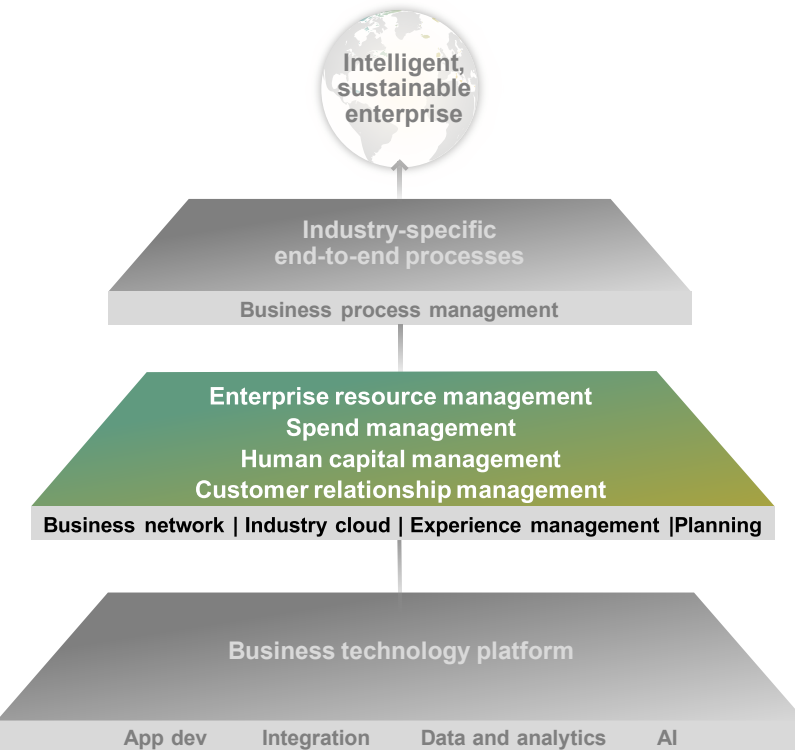 Intelligent,
sustainable
enterprise
Industry-specific
end-to-end processes
Business process management
Enterprise resource management
Spend management
Human capital management
Customer relationship management
Business network | Industry cloud | Experience management |Planning
Business technology platform
App dev Integration Data and analytics AI